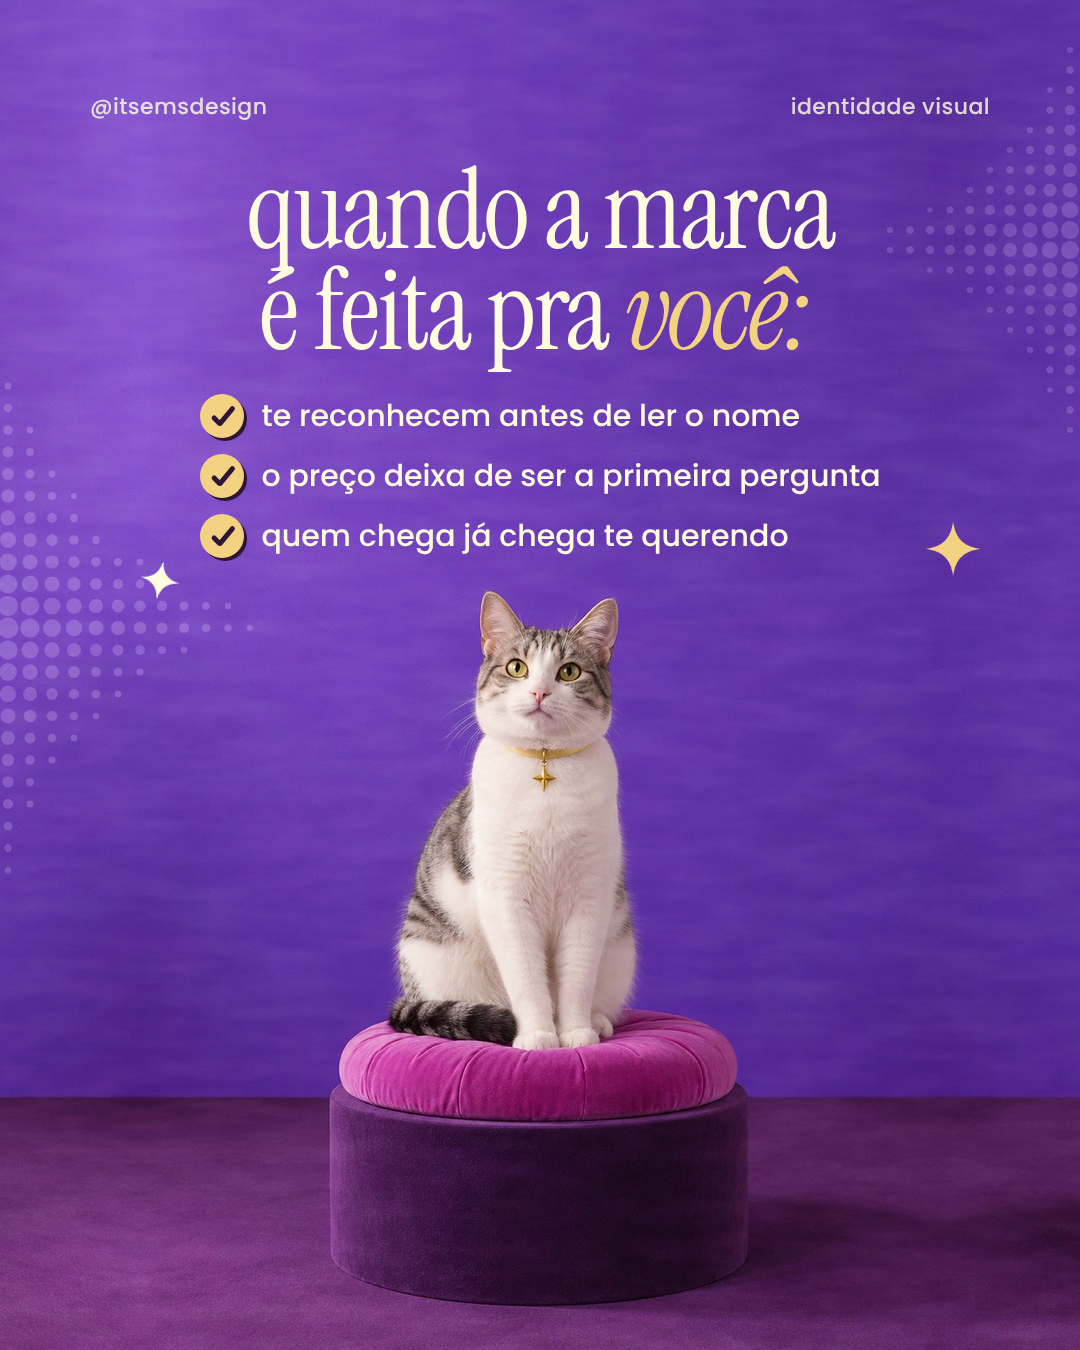 @itsemsdesign
identidade visual
quando a marca
é feita pra você:
te reconhecem antes de ler o nome
o preço deixa de ser a primeira pergunta
quem chega já chega te querendo